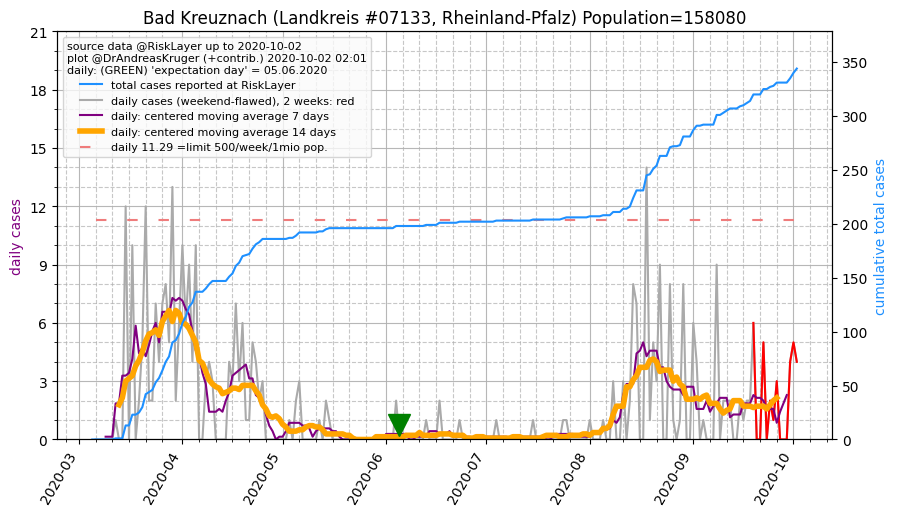 Bad Kreuznach (Landkreis #07133, Rheinland-Pfalz) Population=158080
source data @RiskLayer up to 2020-10-02
plot @DrAndreasKruger (+contrib.) 2020-10-02 02:01
daily: (GREEN) 'expectation day' = 05.06.2020
total cases reported at RiskLayer
daily cases (weekend-flawed), 2 weeks: red
daily: centered moving average 7 days
daily: centered moving average 14 days
daily 11.29 =limit 500/week/1mio pop.
daily cases
21
18
15
12
9
6
3
0
cumulative total cases
350
300
250
200
150
100
50
0
2020-03
2020-04
2020-05
2020-06
2020-07
2020-08
2020-09
2020-10